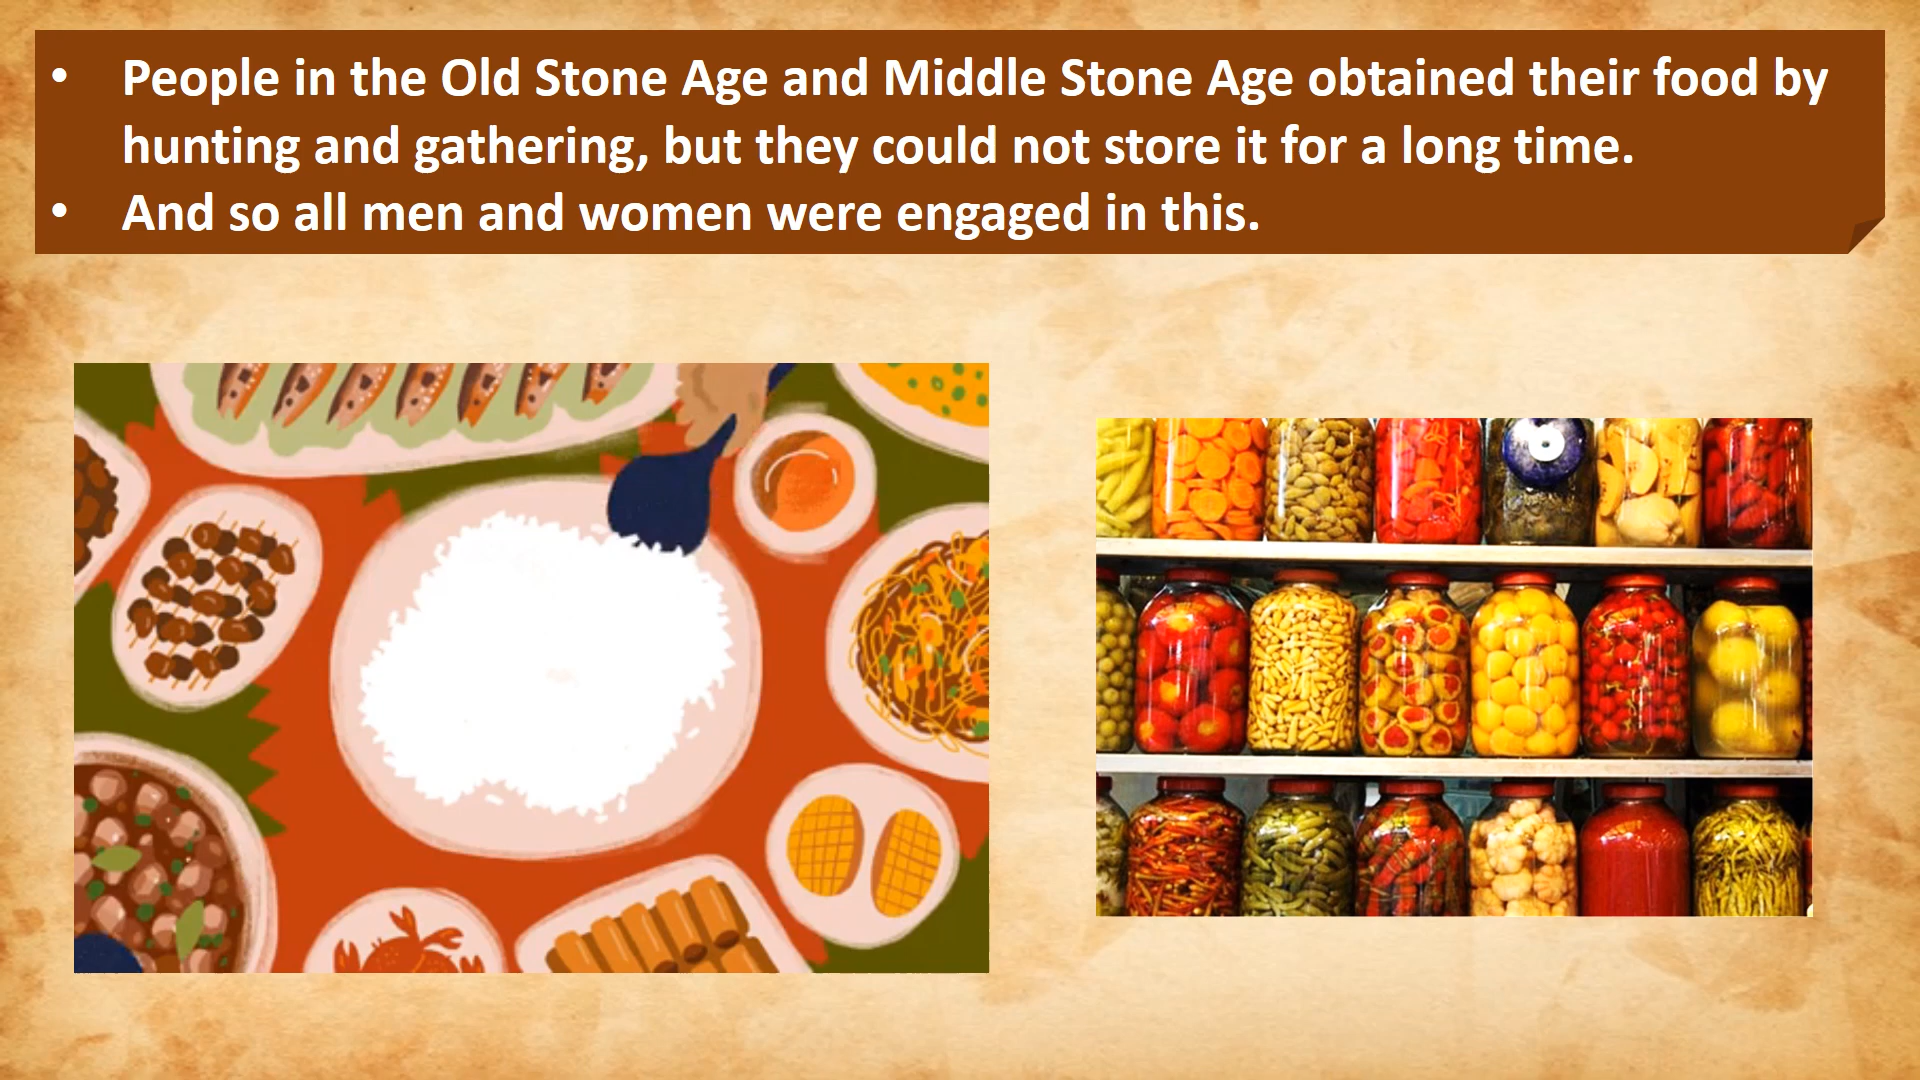 • People in the Old Stone Age and Middle Stone Age obtained their food by
hunting and gathering, but they could not store it for a long time.
• And so all men and women were engaged in this.